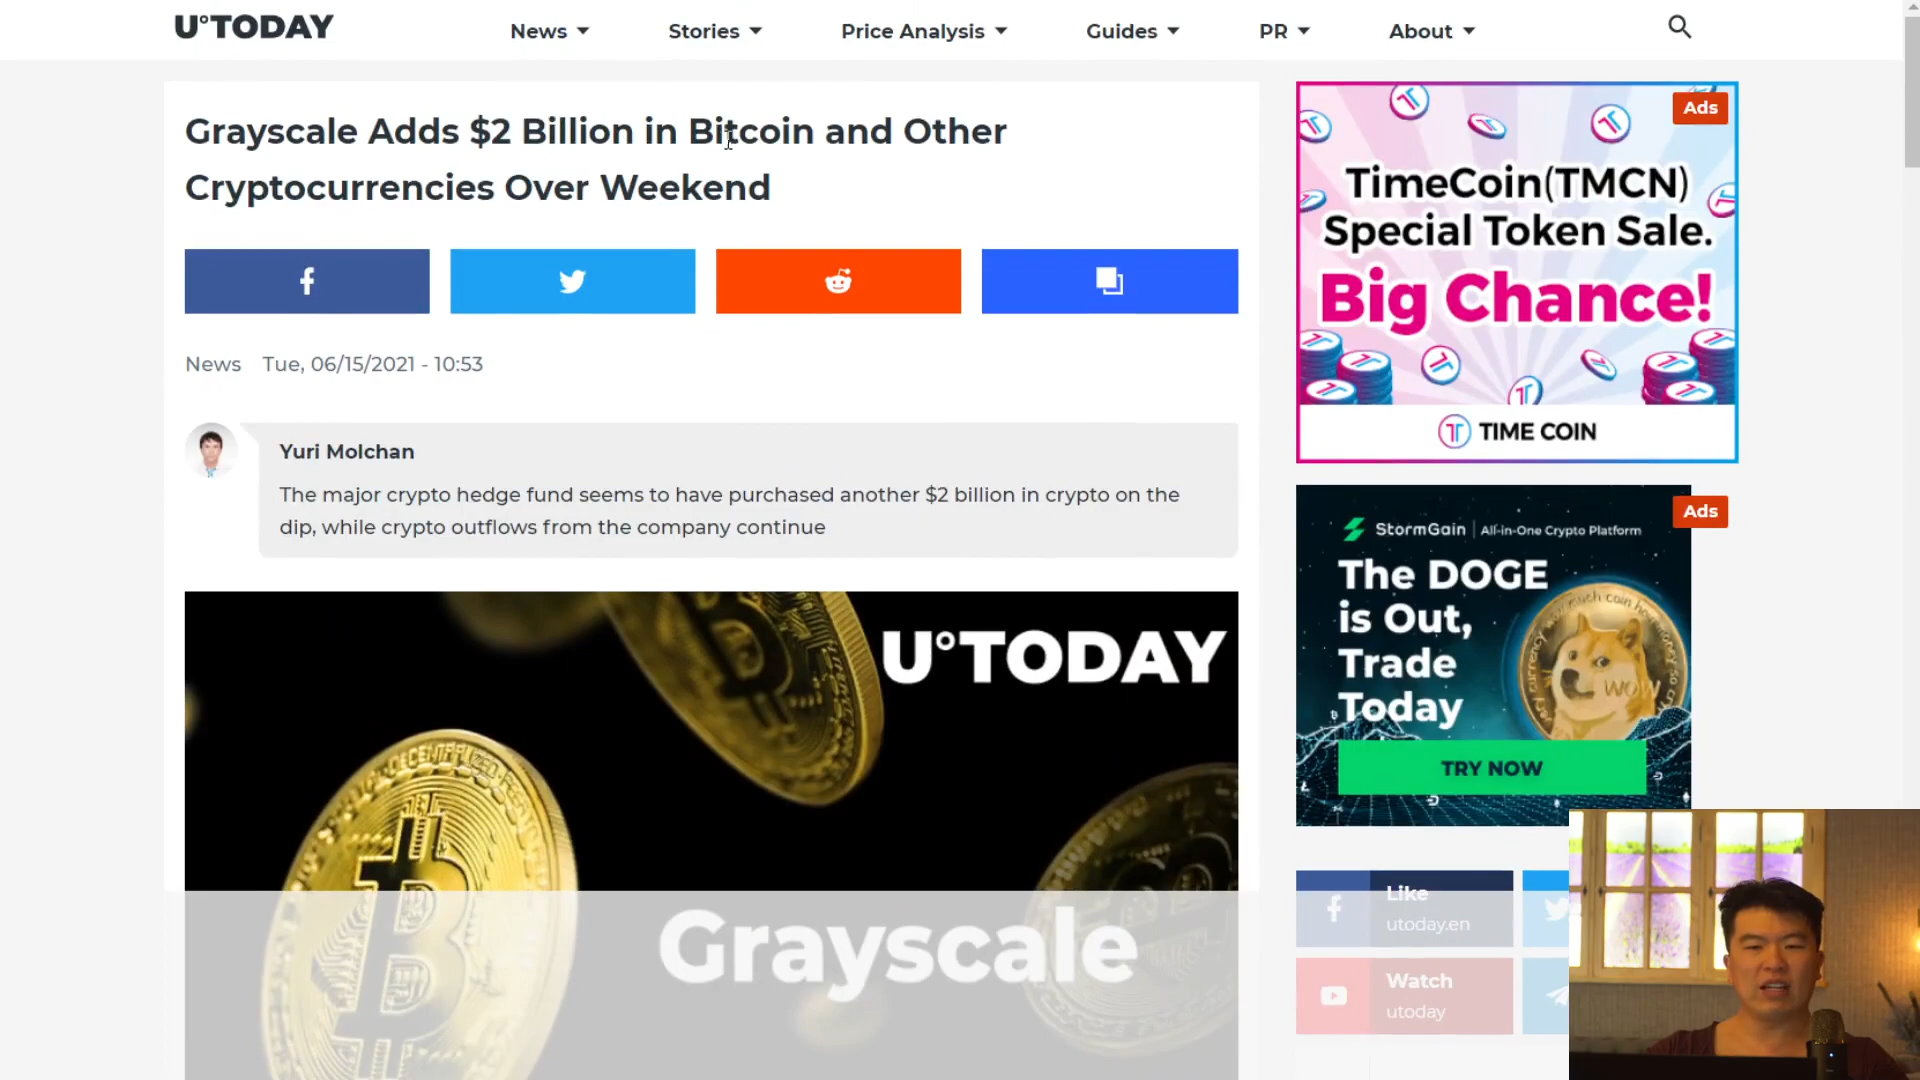 U°TODAY
News
Stories
Price Analysis
Guides
PR
About
Grayscale Adds $2 Billion in Bitcoin and Other
Cryptocurrencies Over Weekend
News Tue, 06/15/2021 - 10:53
Yuri Molchan
The major crypto hedge fund seems to have purchased another $2 billion in crypto on the
dip, while crypto outflows from the company continue
U°TODAY
DECENTRALIZED
Grayscale
Ads
TimeCoin(TMCN)
Special Token Sale.
Big Chance!
TIME COIN
Ads
StormGain | All-in-One Crypto Platform
The DOGE
is Out,
Trade
Today
WOW
TRY NOW
Like
utoday.en
Watch
utoday